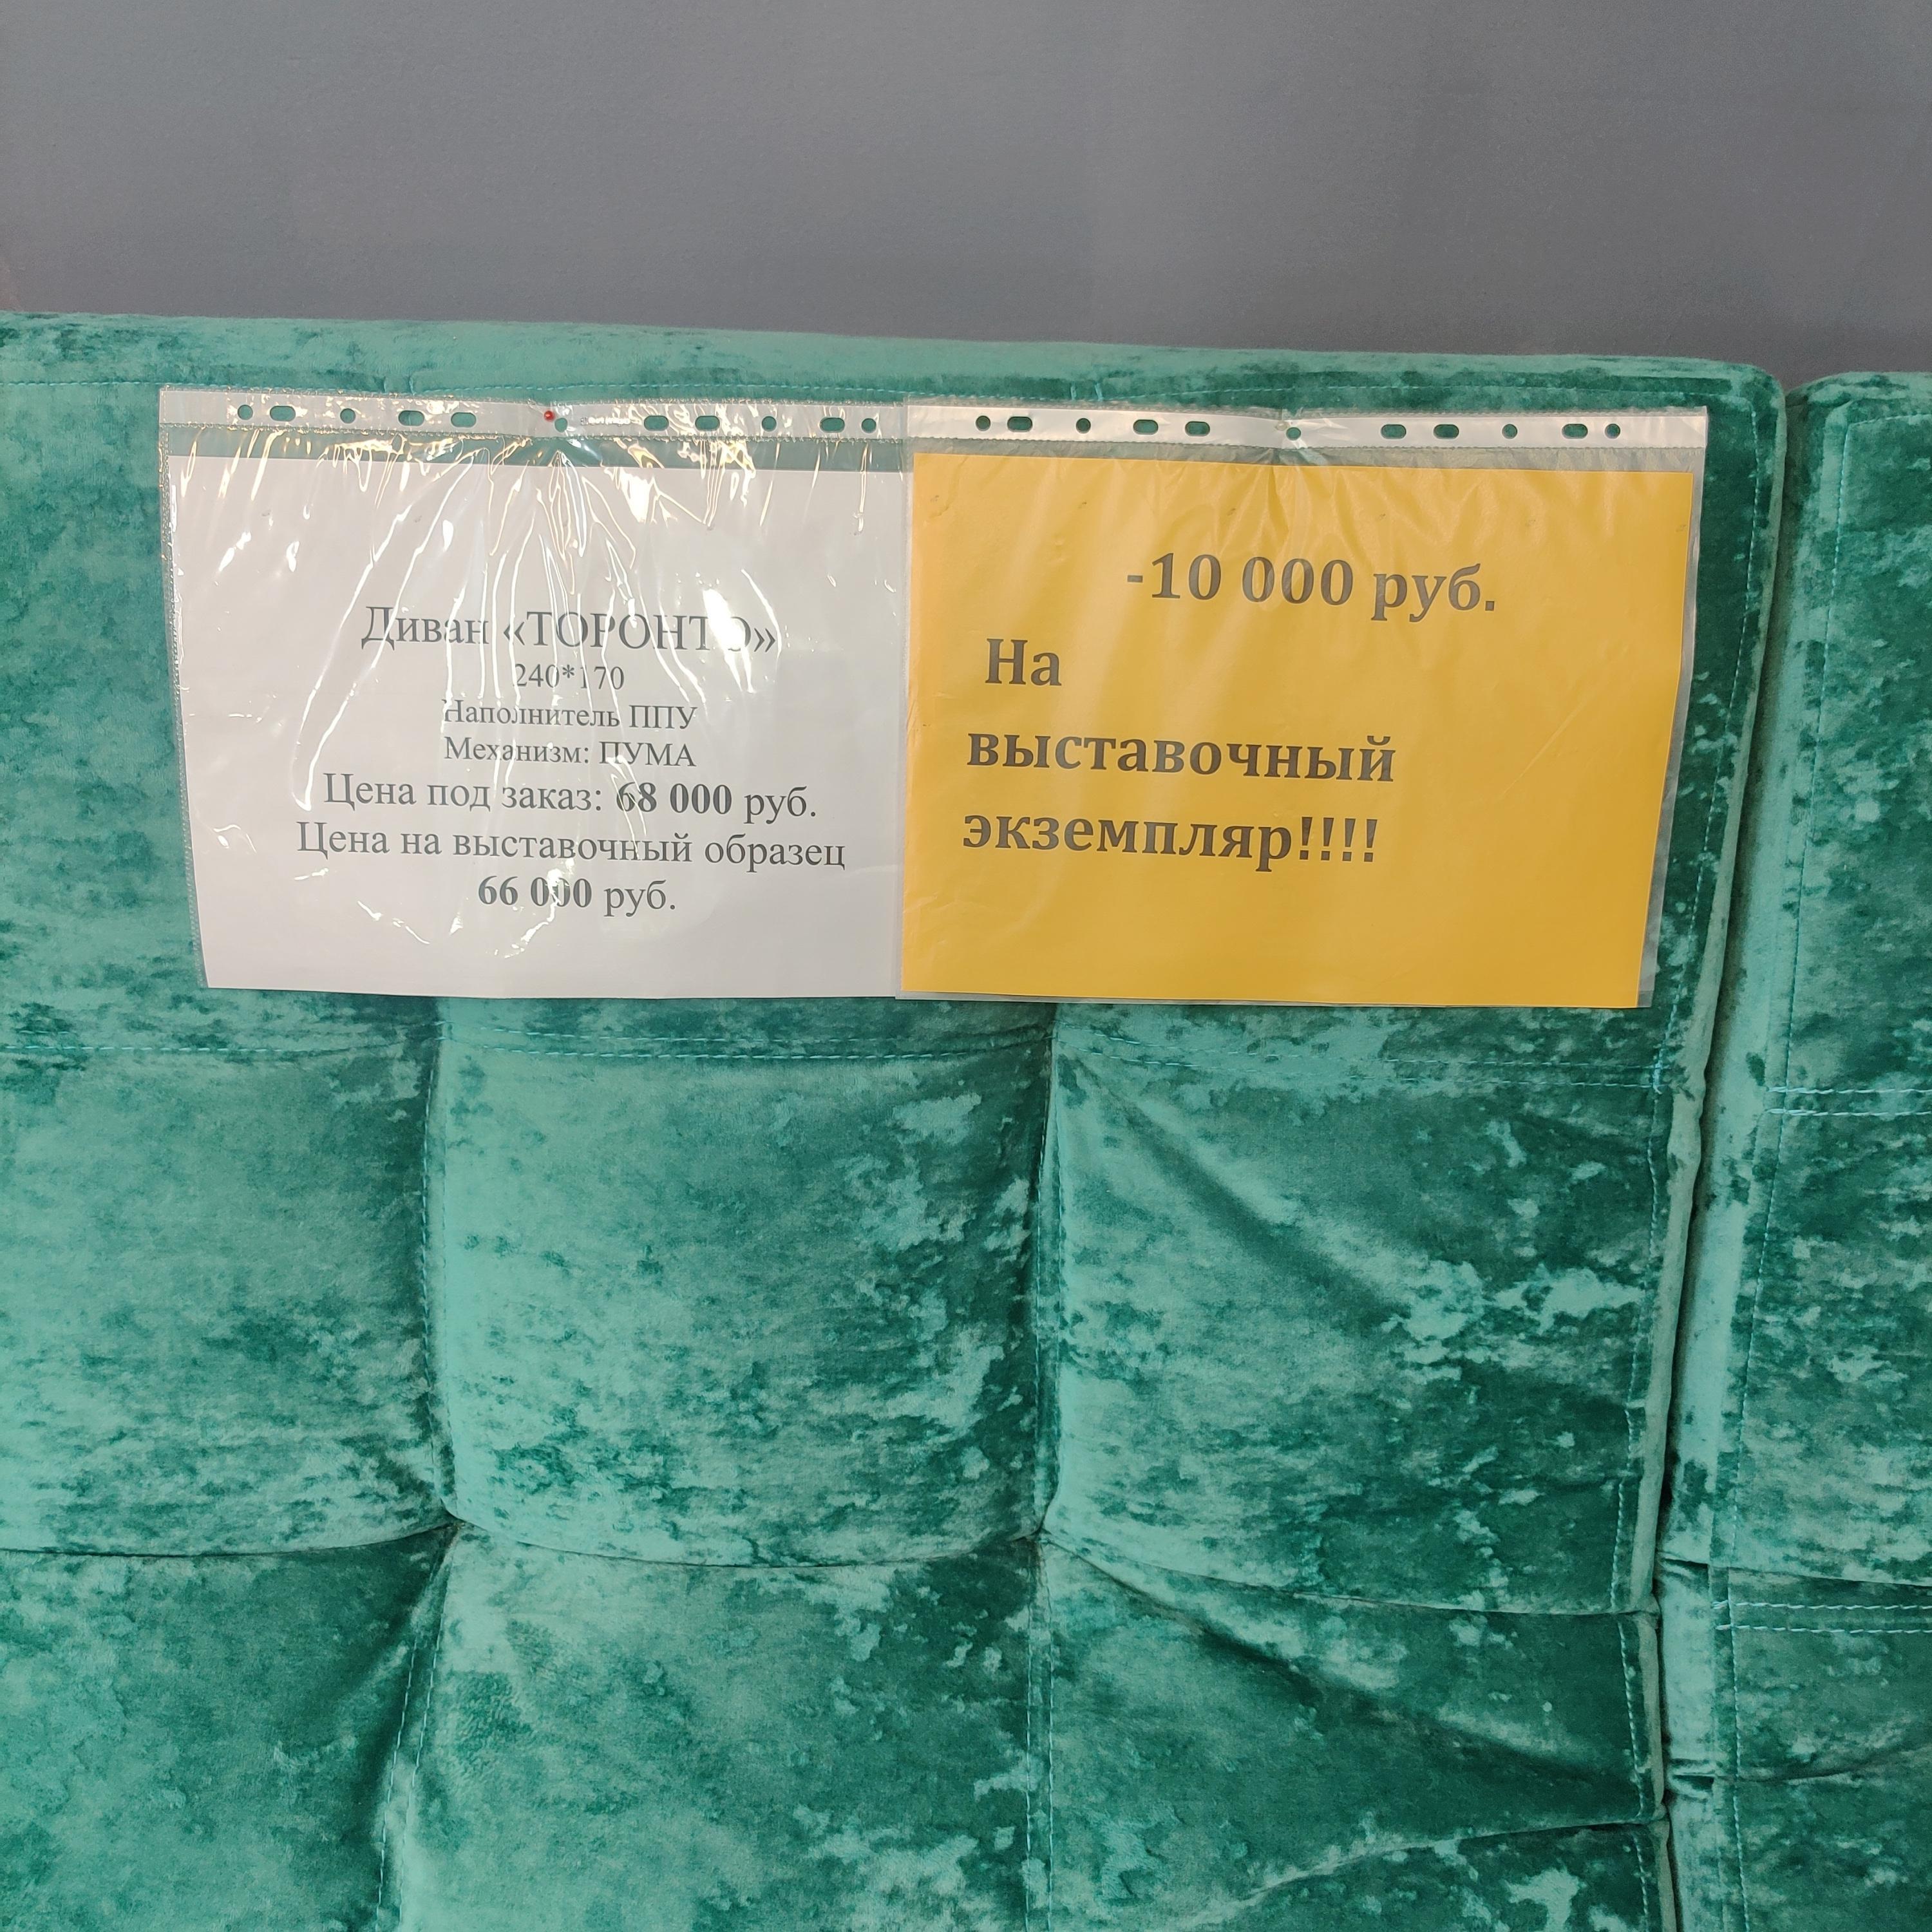 Диван «ТОРОНТО»
240*170
Наполнитель ППУ
Механизм: ПУМА
Цена под заказ: 68 000 руб.
Цена на выставочный образец
66 000 руб.
-10 000 руб.
На
выставочный
экземпляр!!!!